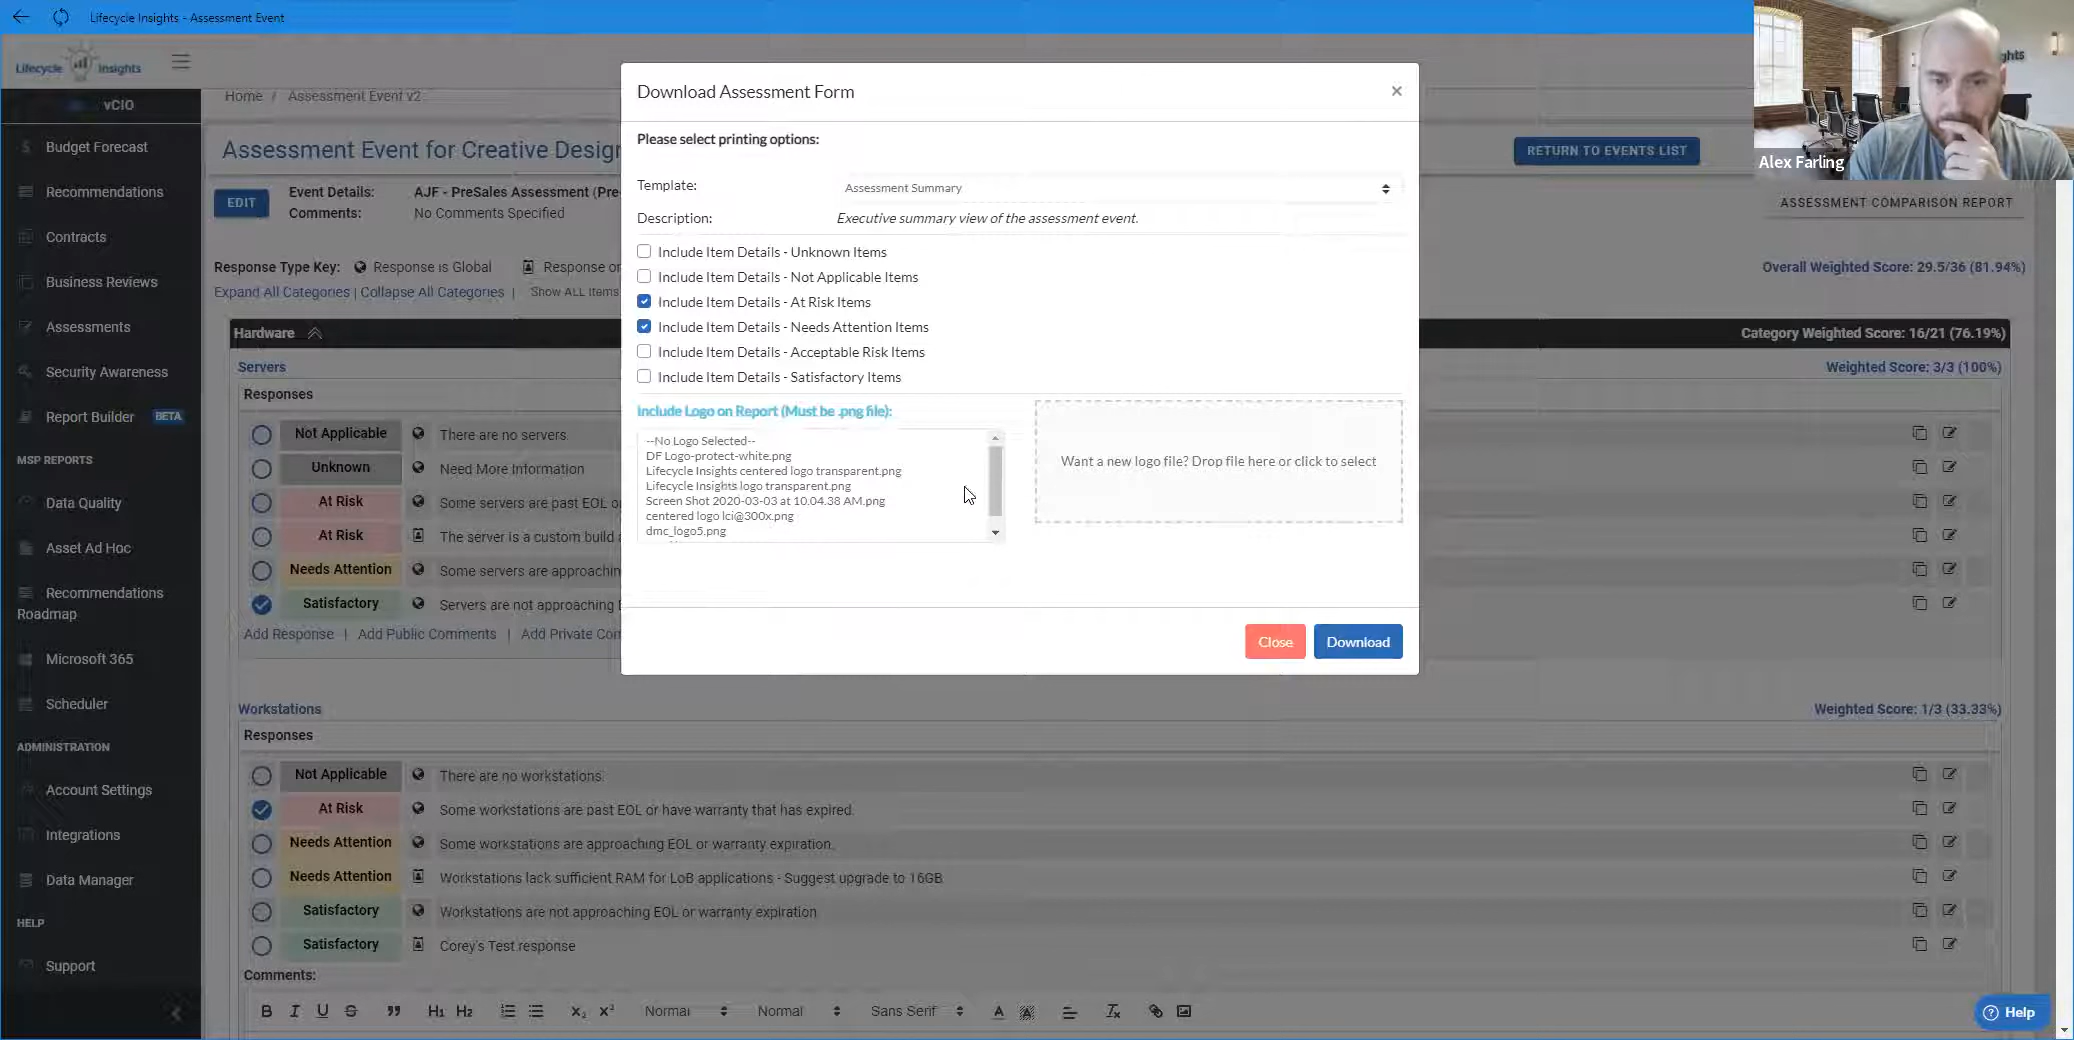 Lifecycle Insights - Assessment Event
Lifecycle Insights
vCIO
Budget Forecast
Recommendations
Contracts
Business Reviews
Assessments
Security Awareness
Report Builder BETA
MSP REPORTS
Data Quality
Asset Ad Hoc
Recommendations
Roadmap
Microsoft 365
Scheduler
ADMINISTRATION
Account Settings
Integrations
Data Manager
HELP
Support
Home / Assessment Event v2
Assessment Event for Creative Desig
RETURN TO EVENTS LIST
EDIT
Event Details: AJF - PreSales Assessment (Pre
Comments: No Comments Specified
ASSESSMENT COMPARISON REPORT
Response Type Key: Response is Global Response
Overall Weighted Score: 29.5/36 (81.94%)
Expand All Categories | Collapse All Categories | Show ALL Items
Hardware
Category Weighted Score: 16/21 (76.19%)
Servers
Weighted Score: 3/3 (100%)
Responses
Not Applicable There are no servers.
Unknown Need More Information
At Risk Some servers are past EOL
At Risk The server is a custom build
Needs Attention Some servers are approachin
Satisfactory Servers are not approaching
Add Response | Add Public Comments | Add Private Com
Workstations
Weighted Score: 1/3 (33.33%)
Responses
Not Applicable There are no workstations.
At Risk Some workstations are past EOL or have warranty that has expired.
Needs Attention Some workstations are approaching EOL or warranty expiration.
Needs Attention Workstations lack sufficient RAM for LoB applications - Suggest upgrade to 16GB
Satisfactory Workstations are not approaching EOL or warranty expiration
Satisfactory Corey's Test response
Comments:
B I U S H1 H2 X₂ X² Normal Normal Sans Serif A
Download Assessment Form ×
Please select printing options:
Template: Assessment Summary
Description: Executive summary view of the assessment event.
Include Item Details - Unknown Items
Include Item Details - Not Applicable Items
Include Item Details - At Risk Items
Include Item Details - Needs Attention Items
Include Item Details - Acceptable Risk Items
Include Item Details - Satisfactory Items
Include Logo on Report (Must be .png file):
--No Logo Selected--
DF Logo-protect-white.png
Lifecycle Insights centered logo transparent.png
Lifecycle Insights logo transparent.png
Screen Shot 2020-03-03 at 10.04.38 AM.png
centered logo lci@300x.png
dmc_logo5.png
Want a new logo file? Drop file here or click to select
Close Download
Alex Farling
Help